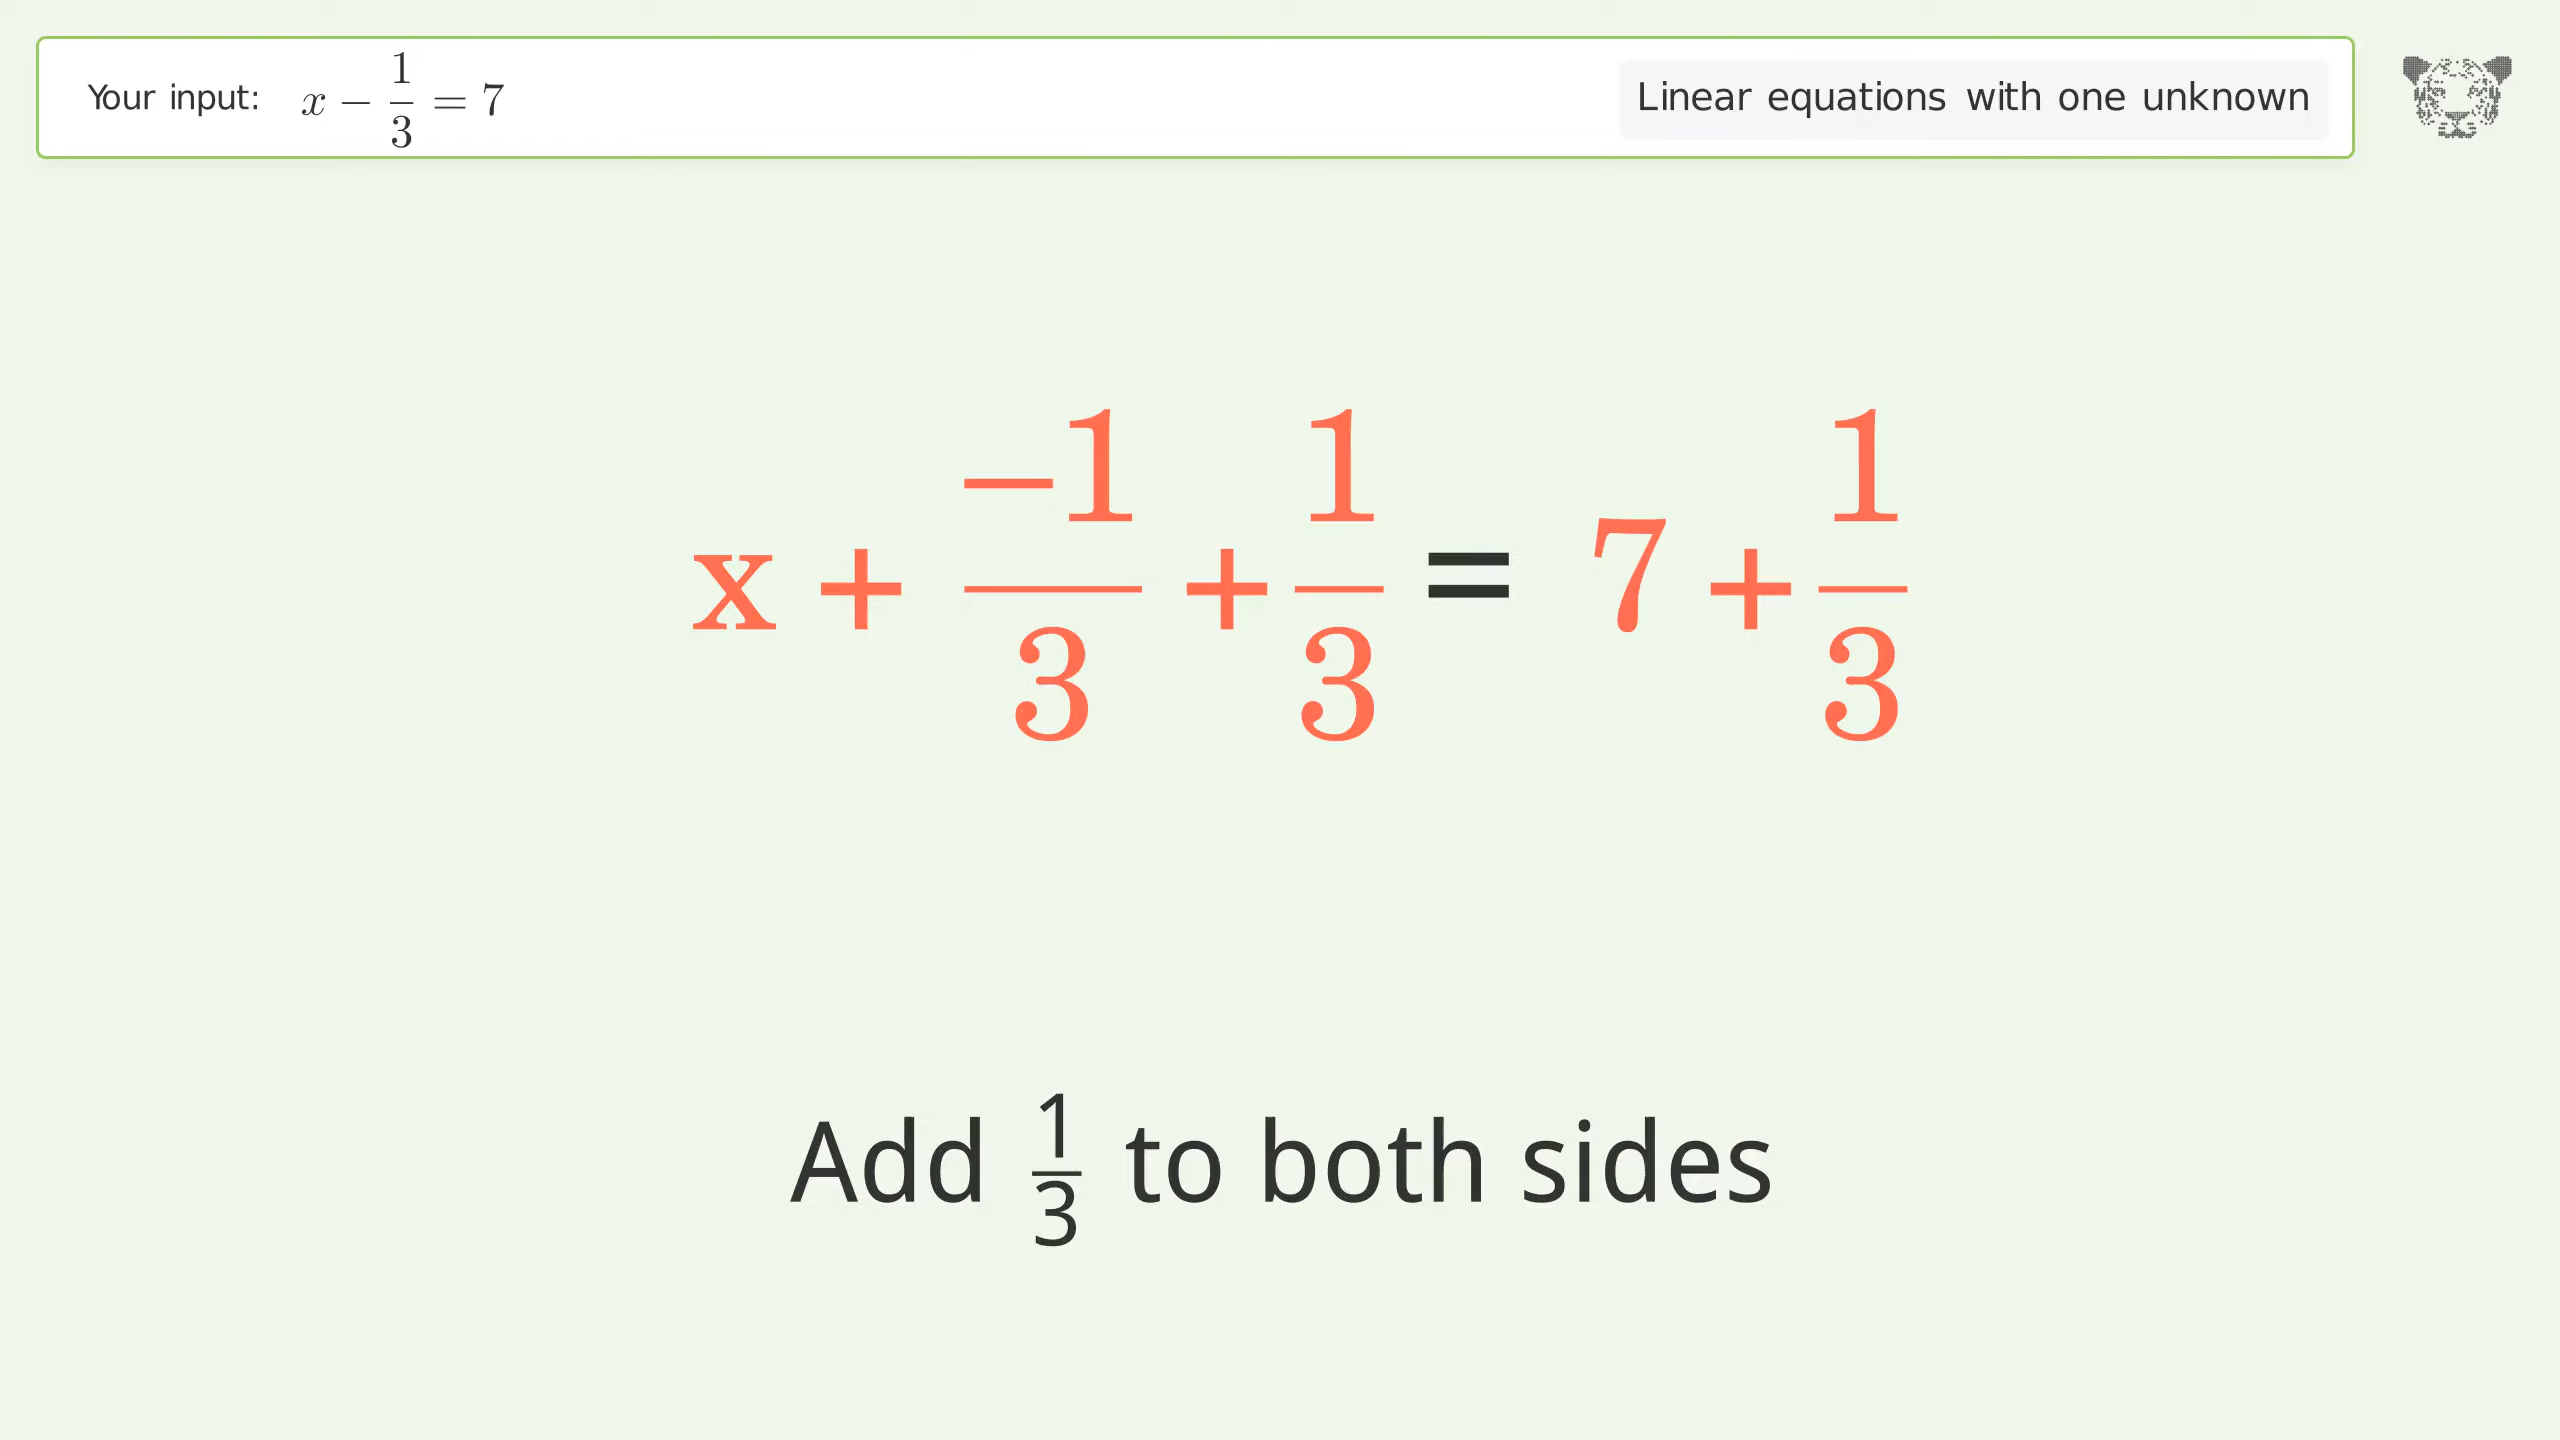 Your input: x − 1/3 = 7
Linear equations with one unknown
x + −1/3 + 1/3 = 7 + 1/3
Add 1/3 to both sides